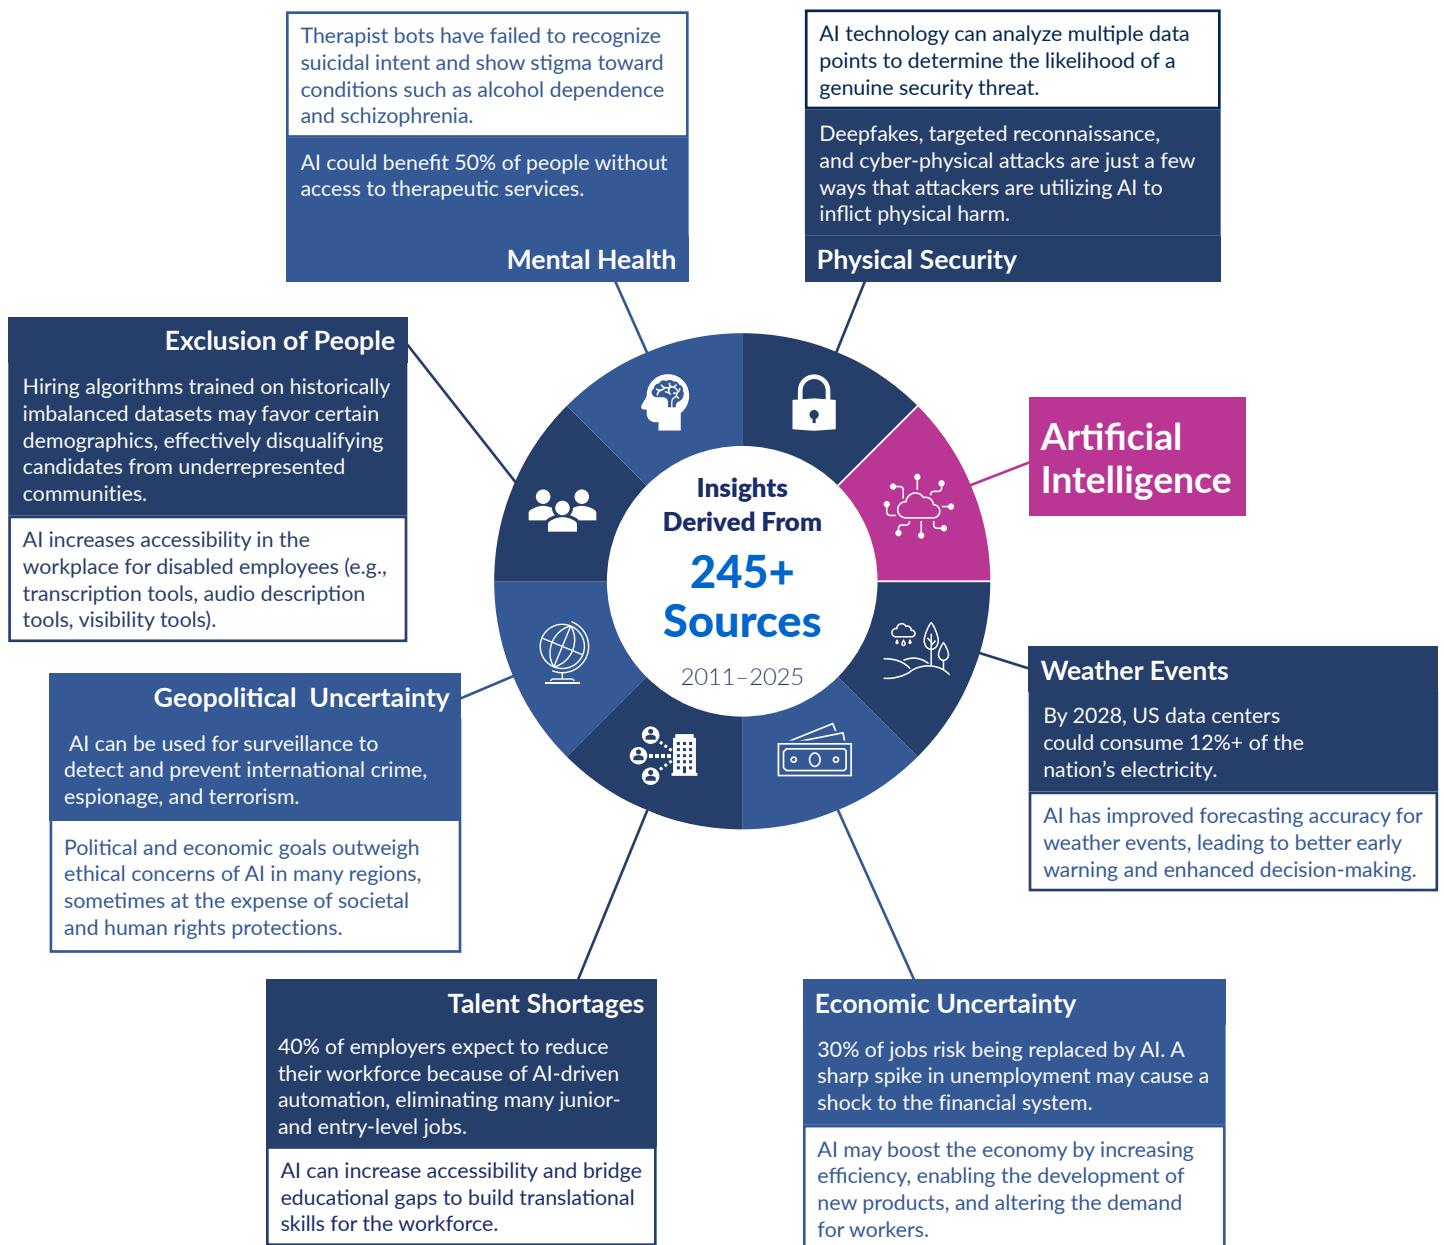 Therapist bots have failed to recognize
suicidal intent and show stigma toward
conditions such as alcohol dependence
and schizophrenia.
AI could benefit 50% of people without
access to therapeutic services.
Mental Health
AI technology can analyze multiple data
points to determine the likelihood of a
genuine security threat.
Deepfakes, targeted reconnaissance,
and cyber-physical attacks are just a few
ways that attackers are utilizing AI to
inflict physical harm.
Physical Security
Exclusion of People
Hiring algorithms trained on historically
imbalanced datasets may favor certain
demographics, effectively disqualifying
candidates from underrepresented
communities.
AI increases accessibility in the
workplace for disabled employees (e.g.,
transcription tools, audio description
tools, visibility tools).
Artificial
Intelligence
Insights
Derived From
245+
Sources
2011–2025
Geopolitical Uncertainty
AI can be used for surveillance to
detect and prevent international crime,
espionage, and terrorism.
Political and economic goals outweigh
ethical concerns of AI in many regions,
sometimes at the expense of societal
and human rights protections.
Weather Events
By 2028, US data centers
could consume 12%+ of the
nation's electricity.
AI has improved forecasting accuracy for
weather events, leading to better early
warning and enhanced decision-making.
Talent Shortages
40% of employers expect to reduce
their workforce because of AI-driven
automation, eliminating many junior-
and entry-level jobs.
AI can increase accessibility and bridge
educational gaps to build translational
skills for the workforce.
Economic Uncertainty
30% of jobs risk being replaced by AI. A
sharp spike in unemployment may cause a
shock to the financial system.
AI may boost the economy by increasing
efficiency, enabling the development of
new products, and altering the demand
for workers.